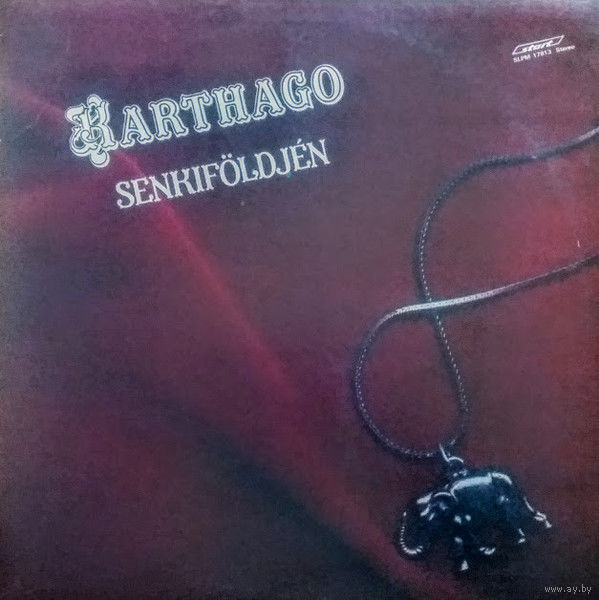 start
SLPM 17813 Stereo
KARTHAGO
SENKIFÖLDJÉN
www.ay.by